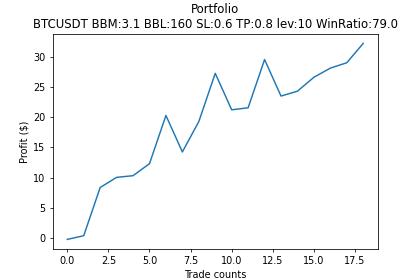 Portfolio
BTCUSDT BBM:3.1 BBL:160 SL:0.6 TP:0.8 lev:10 WinRatio:79.0
Profit ($)
30
25
20
15
10
5
0
0.0 2.5 5.0 7.5 10.0 12.5 15.0 17.5
Trade counts